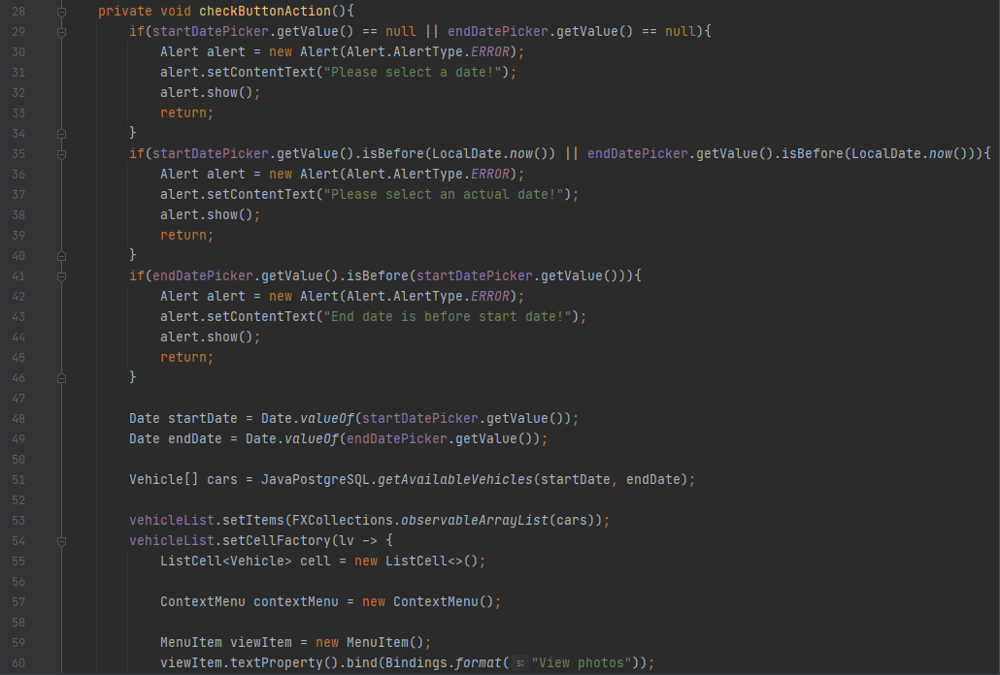 28 private void checkButtonAction(){
29 if(startDatePicker.getValue() == null || endDatePicker.getValue() == null){
30 Alert alert = new Alert(Alert.AlertType.ERROR);
31 alert.setContentText("Please select a date!");
32 alert.show();
33 return;
34 }
35 if(startDatePicker.getValue().isBefore(LocalDate.now()) || endDatePicker.getValue().isBefore(LocalDate.now())){
36 Alert alert = new Alert(Alert.AlertType.ERROR);
37 alert.setContentText("Please select an actual date!");
38 alert.show();
39 return;
40 }
41 if(endDatePicker.getValue().isBefore(startDatePicker.getValue())){
42 Alert alert = new Alert(Alert.AlertType.ERROR);
43 alert.setContentText("End date is before start date!");
44 alert.show();
45 return;
46 }
47
48 Date startDate = Date.valueOf(startDatePicker.getValue());
49 Date endDate = Date.valueOf(endDatePicker.getValue());
50
51 Vehicle[] cars = JavaPostgreSQL.getAvailableVehicles(startDate, endDate);
52
53 vehicleList.setItems(FXCollections.observableArrayList(cars));
54 vehicleList.setCellFactory(lv -> {
55 ListCell<Vehicle> cell = new ListCell<>();
56
57 ContextMenu contextMenu = new ContextMenu();
58
59 MenuItem viewItem = new MenuItem();
60 viewItem.textProperty().bind(Bindings.format( s: "View photos"));